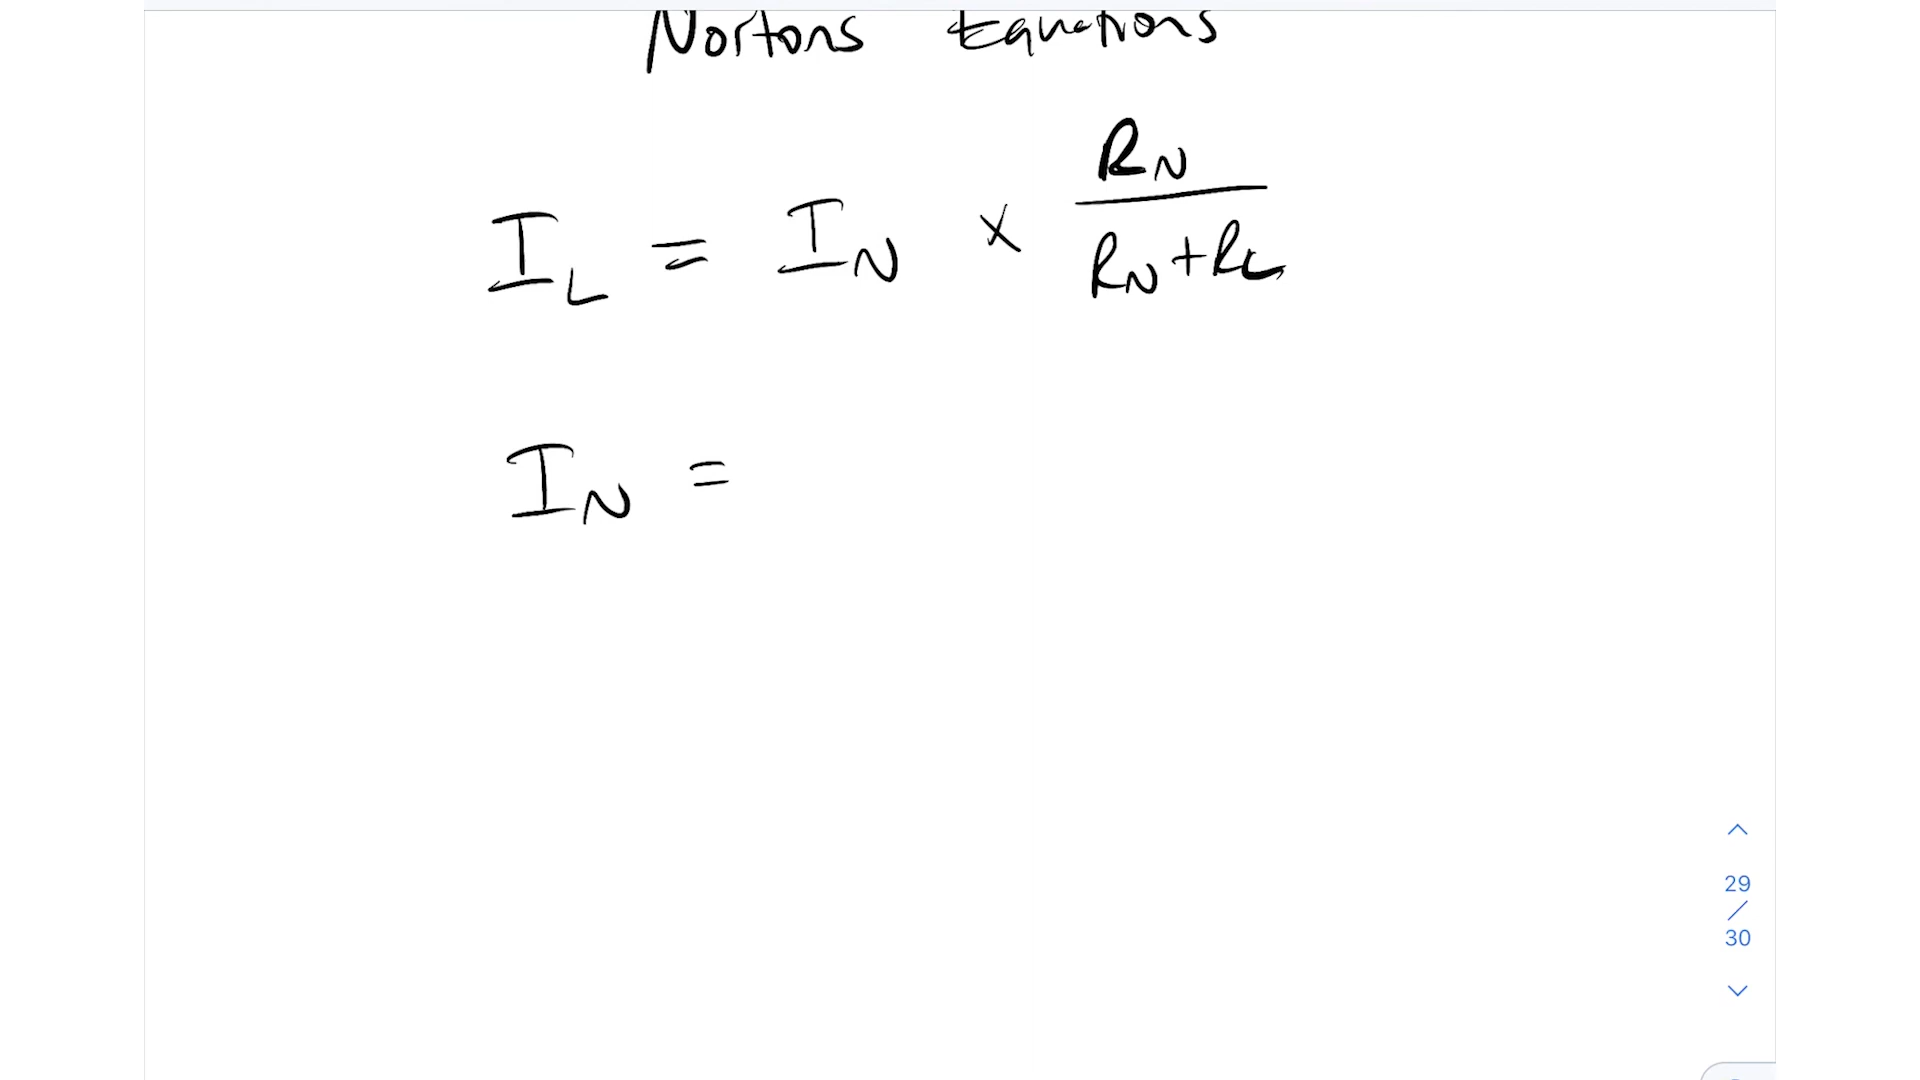 Nortons Equations
I_L = I_N × R_N / (R_N + R_L)
I_N =
29
/
30